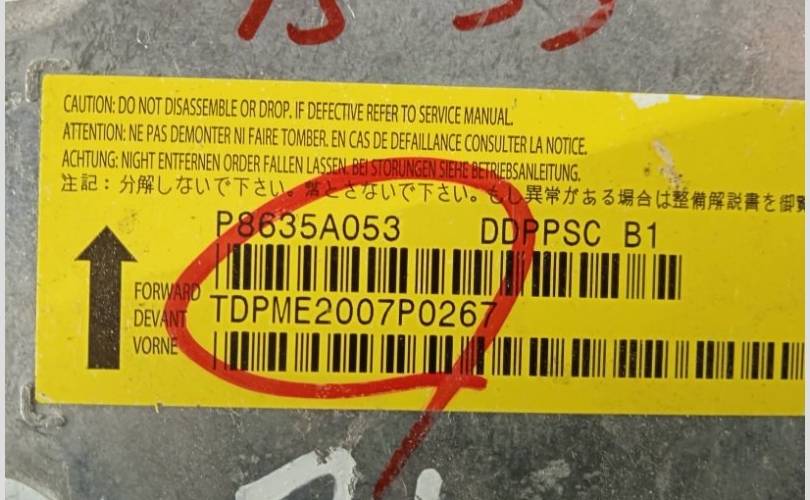 CAUTION: DO NOT DISASSEMBLE OR DROP. IF DEFECTIVE REFER TO SERVICE MANUAL.
ATTENTION: NE PAS DEMONTER NI FAIRE TOMBER. EN CAS DE DEFAILLANCE CONSULTER LA NOTICE.
ACHTUNG: NIGHT ENTFERNEN ORDER FALLEN LASSEN. BEI STORUNGEN SIEHE BETRIEBSANLEITUNG.
注記：分解しないで下さい。落とさないで下さい。もし異常がある場合は整備解説書を御
P8635A053 DDPPSC B1
FORWARD
DEVANT
VORNE
TDPME2007P0267